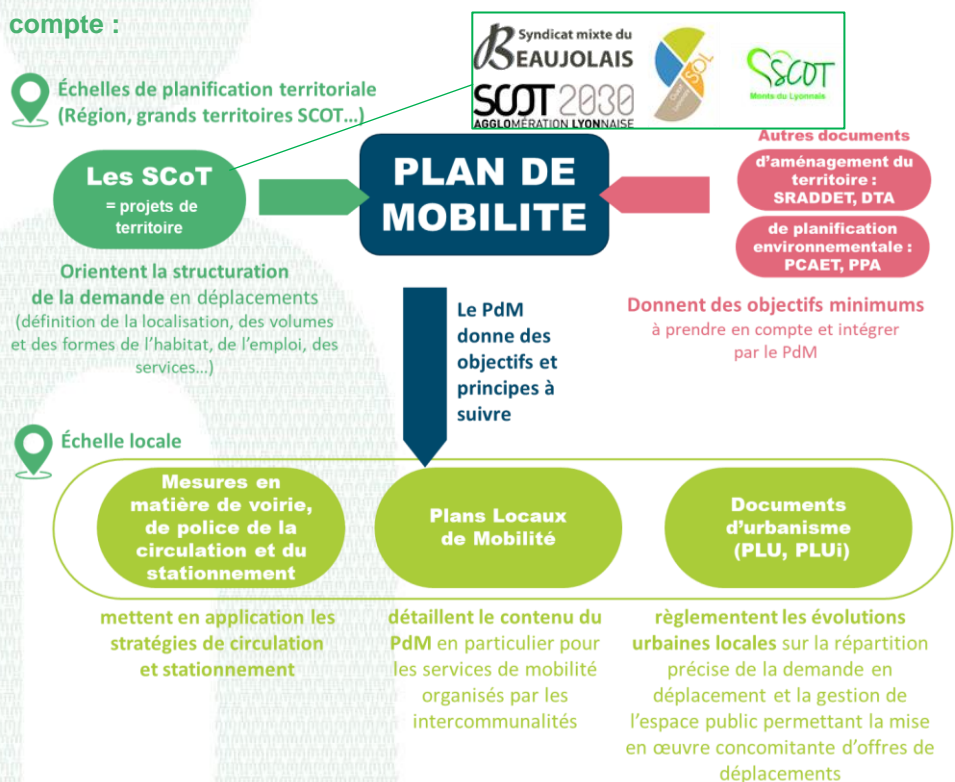 compte :
Syndicat mixte du
BEAUJOLAIS
SCOT 2030
AGGLOMÉRATION LYONNAISE
Ouest Lyonnais
SOL
SCOT
Monts du Lyonnais
Échelles de planification territoriale
(Région, grands territoires SCOT...)
Les SCoT
= projets de
territoire
PLAN DE
MOBILITE
Autres documents
d'aménagement du
territoire :
SRADDET, DTA
de planification
environnementale :
PCAET, PPA
Orientent la structuration
de la demande en déplacements
(définition de la localisation, des volumes
et des formes de l'habitat, de l'emploi, des
services...)
Le PdM
donne des
objectifs et
principes à
suivre
Donnent des objectifs minimums
à prendre en compte et intégrer
par le PdM
Échelle locale
Mesures en
matière de voirie,
de police de la
circulation et du
stationnement
Plans Locaux
de Mobilité
Documents
d'urbanisme
(PLU, PLUi)
mettent en application les
stratégies de circulation
et stationnement
détaillent le contenu du
PdM en particulier pour
les services de mobilité
organisés par les
intercommunalités
règlementent les évolutions
urbaines locales sur la répartition
précise de la demande en
déplacement et la gestion de
l'espace public permettant la mise
en œuvre concomitante d'offres de
déplacements